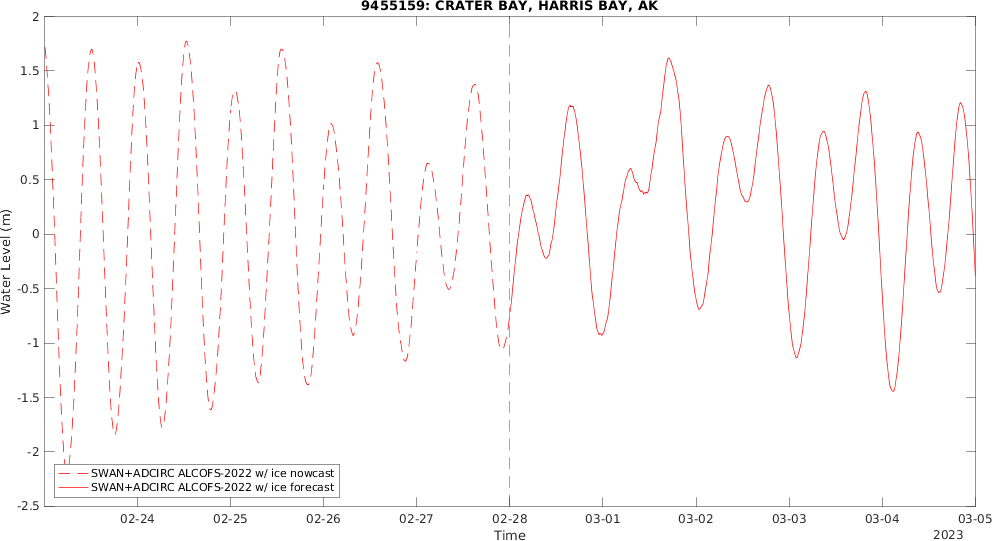 9455159: CRATER BAY, HARRIS BAY, AK
Water Level (m)
2
1.5
1
0.5
0
-0.5
-1
-1.5
-2
-2.5
SWAN+ADCIRC ALCOFS-2022 w/ ice nowcast
SWAN+ADCIRC ALCOFS-2022 w/ ice forecast
02-24 02-25 02-26 02-27 02-28 03-01 03-02 03-03 03-04 03-05
Time
2023